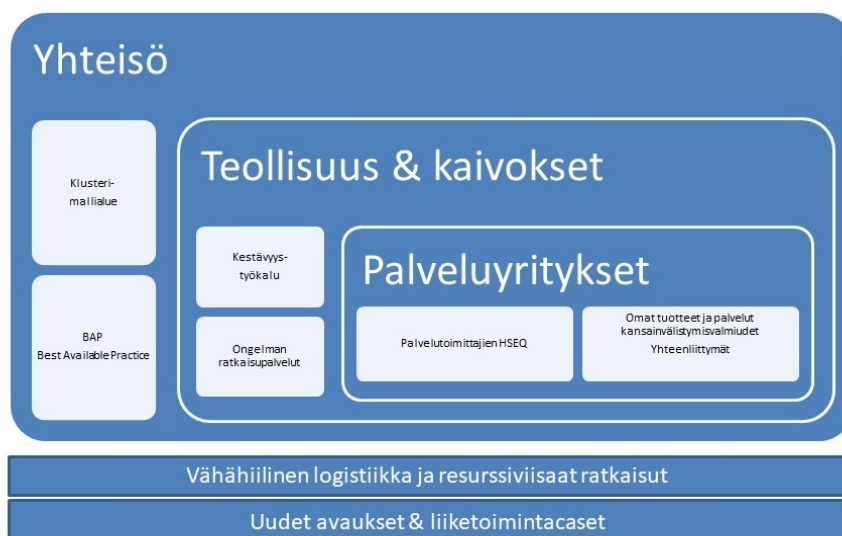 Yhteisö
Klusteri-
mallialue
BAP
Best Available Practice
Teollisuus & kaivokset
Kestävyys-
työkalu
Ongelman
ratkaisupalvelut
Palveluyritykset
Palvelutoimittajien HSEQ
Omat tuotteet ja palvelut
kansainvälistymisvalmiudet
Yhteenliittymät
Vähähiilinen logistiikka ja resurssiviisaat ratkaisut
Uudet avaukset & liiketoimintacaset